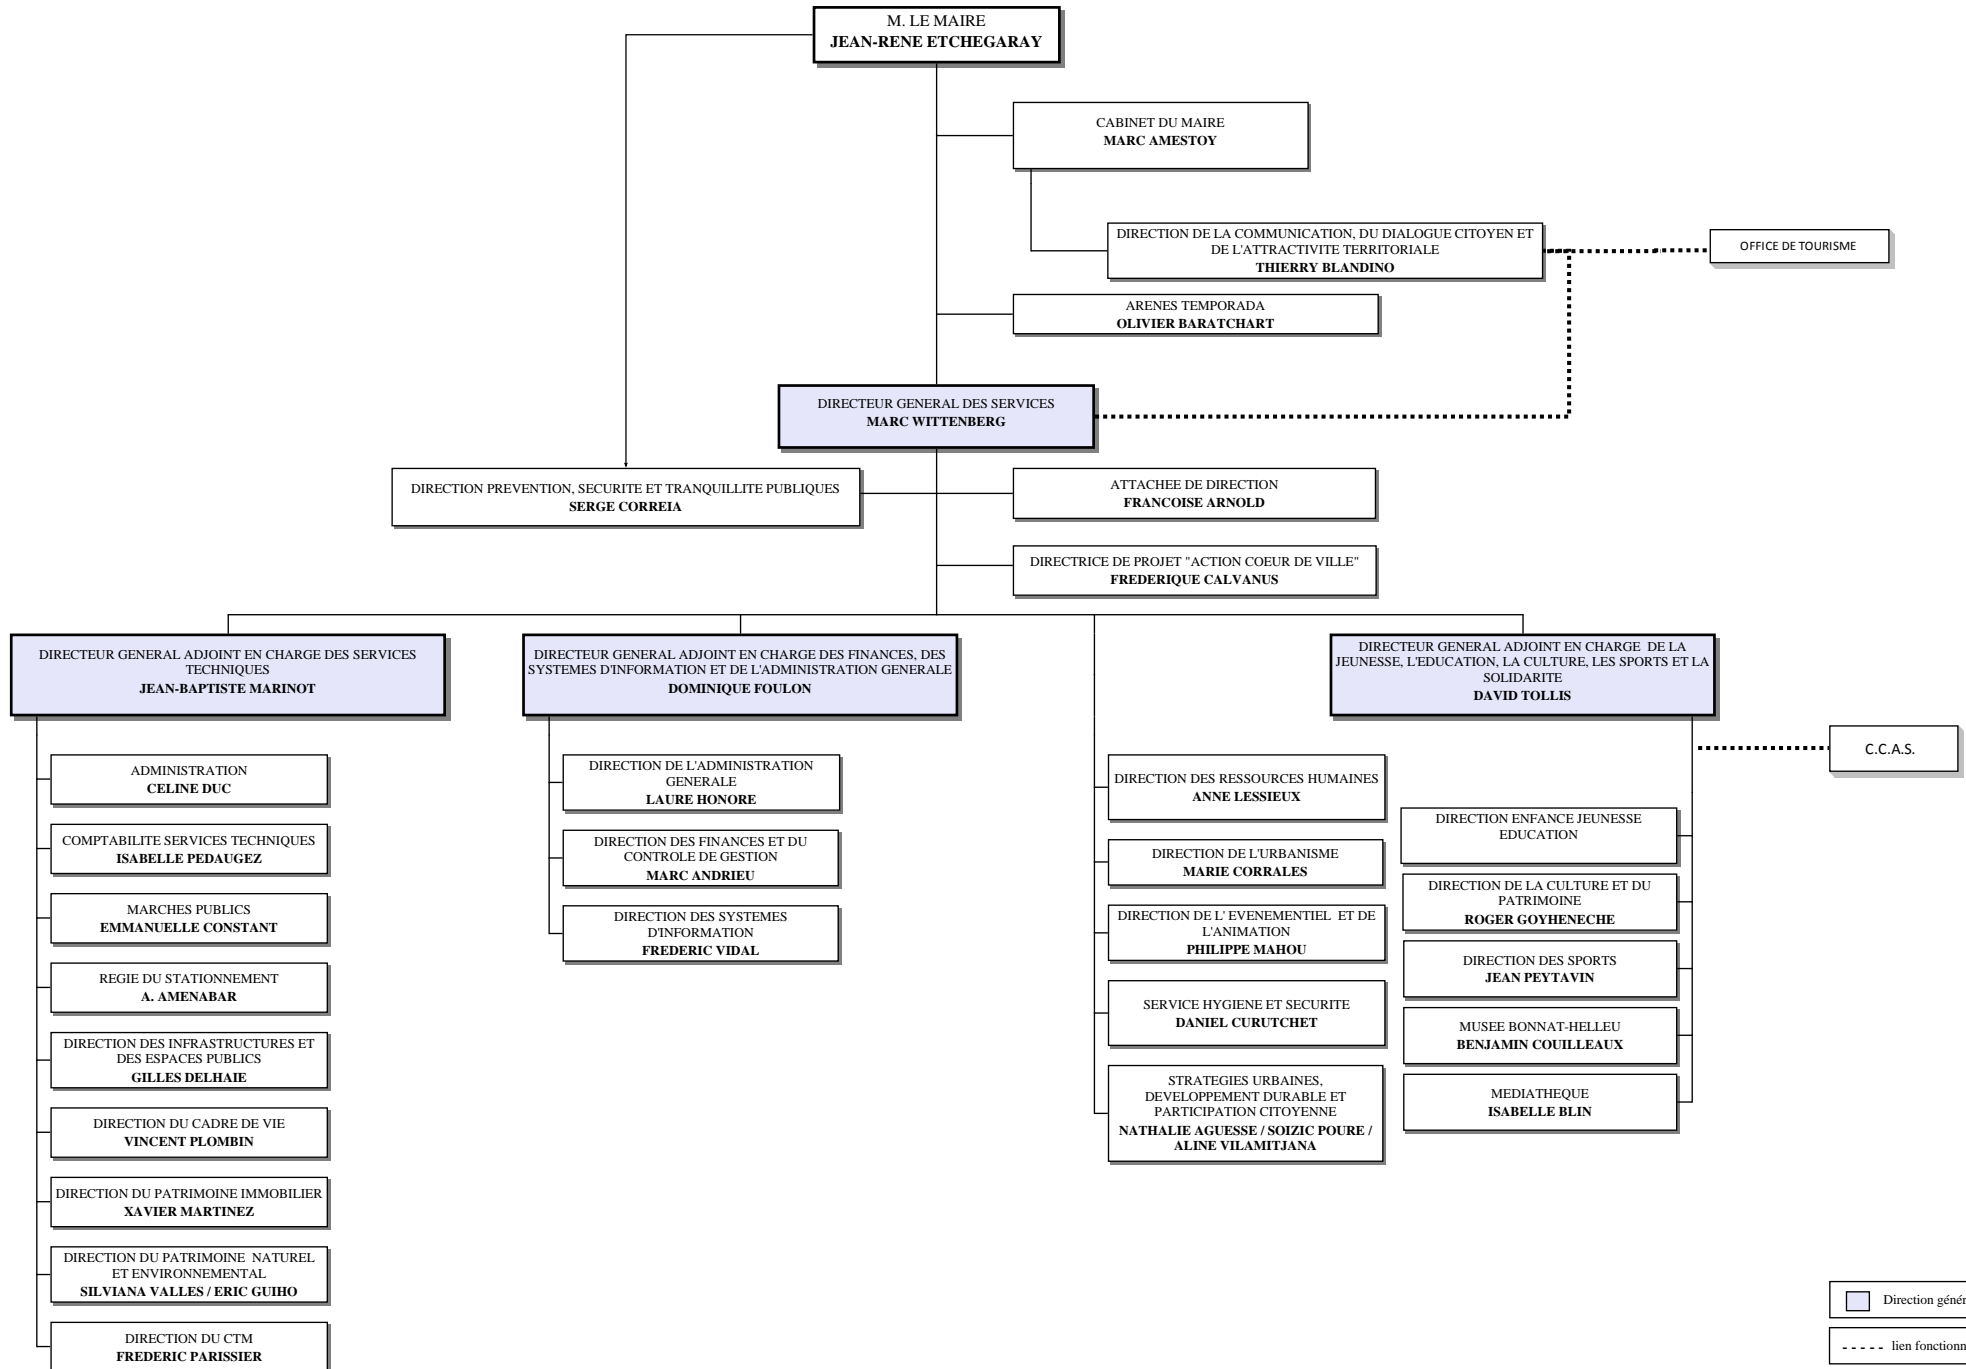 M. LE MAIRE
JEAN-RENE ETCHEGARAY
CABINET DU MAIRE
MARC AMESTOY
DIRECTION DE LA COMMUNICATION, DU DIALOGUE CITOYEN ET
DE L'ATTRACTIVITE TERRITORIALE
THIERRY BLANDINO
OFFICE DE TOURISME
ARENES TEMPORADA
OLIVIER BARATCHART
DIRECTEUR GENERAL DES SERVICES
MARC WITTENBERG
DIRECTION PREVENTION, SECURITE ET TRANQUILLITE PUBLIQUES
SERGE CORREIA
ATTACHEE DE DIRECTION
FRANCOISE ARNOLD
DIRECTRICE DE PROJET "ACTION COEUR DE VILLE"
FREDERIQUE CALVANUS
DIRECTEUR GENERAL ADJOINT EN CHARGE DES SERVICES
TECHNIQUES
JEAN-BAPTISTE MARINOT
DIRECTEUR GENERAL ADJOINT EN CHARGE DES FINANCES, DES
SYSTEMES D'INFORMATION ET DE L'ADMINISTRATION GENERALE
DOMINIQUE FOULON
DIRECTEUR GENERAL ADJOINT EN CHARGE  DE LA
JEUNESSE, L'EDUCATION, LA CULTURE, LES SPORTS ET LA
SOLIDARITE
DAVID TOLLIS
C.C.A.S.
ADMINISTRATION
CELINE DUC
COMPTABILITE SERVICES TECHNIQUES
ISABELLE PEDAUGEZ
MARCHES PUBLICS
EMMANUELLE CONSTANT
REGIE DU STATIONNEMENT
A. AMENABAR
DIRECTION DES INFRASTRUCTURES ET
DES ESPACES PUBLICS
GILLES DELHAIE
DIRECTION DU CADRE DE VIE
VINCENT PLOMBIN
DIRECTION DU PATRIMOINE IMMOBILIER
XAVIER MARTINEZ
DIRECTION DU PATRIMOINE  NATUREL
ET ENVIRONNEMENTAL
SILVIANA VALLES / ERIC GUIHO
DIRECTION DU CTM
FREDERIC PARISSIER
DIRECTION DE L'ADMINISTRATION
GENERALE
LAURE HONORE
DIRECTION DES FINANCES ET DU
CONTROLE DE GESTION
MARC ANDRIEU
DIRECTION DES SYSTEMES
D'INFORMATION
FREDERIC VIDAL
DIRECTION DES RESSOURCES HUMAINES
ANNE LESSIEUX
DIRECTION DE L'URBANISME
MARIE CORRALES
DIRECTION DE L' EVENEMENTIEL  ET DE
L'ANIMATION
PHILIPPE MAHOU
SERVICE HYGIENE ET SECURITE
DANIEL CURUTCHET
STRATEGIES URBAINES,
DEVELOPPEMENT DURABLE ET
PARTICIPATION CITOYENNE
NATHALIE AGUESSE / SOIZIC POURE /
ALINE VILAMITJANA
DIRECTION ENFANCE JEUNESSE
EDUCATION
DIRECTION DE LA CULTURE ET DU
PATRIMOINE
ROGER GOYHENECHE
DIRECTION DES SPORTS
JEAN PEYTAVIN
MUSEE BONNAT-HELLEU
BENJAMIN COUILLEAUX
MEDIATHEQUE
ISABELLE BLIN
Direction génér
lien fonctionn